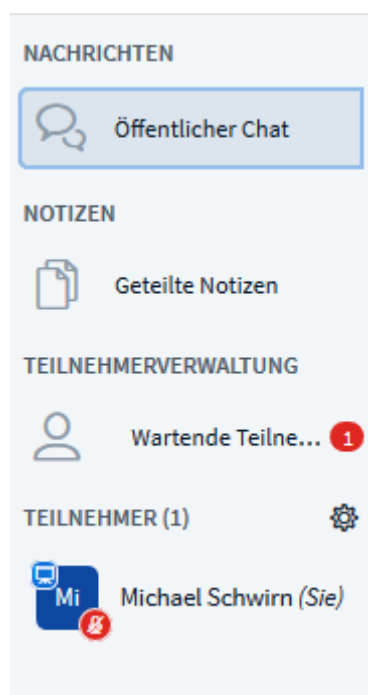 NACHRICHTEN
Öffentlicher Chat
NOTIZEN
Geteilte Notizen
TEILNEHMERVERWALTUNG
Wartende Teilne... 1
TEILNEHMER (1)
Mi Michael Schwirn (Sie)